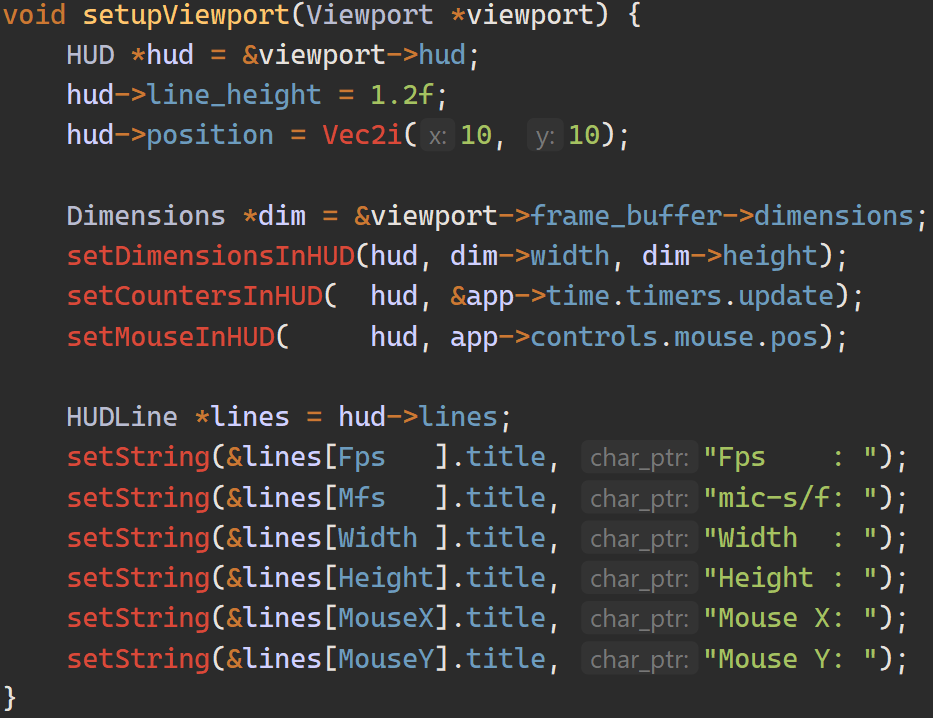 void setupViewport(Viewport *viewport) {
    HUD *hud = &viewport->hud;
    hud->line_height = 1.2f;
    hud->position = Vec2i( x: 10,  y: 10);

    Dimensions *dim = &viewport->frame_buffer->dimensions;
    setDimensionsInHUD(hud, dim->width, dim->height);
    setCountersInHUD(  hud, &app->time.timers.update);
    setMouseInHUD(     hud, app->controls.mouse.pos);

    HUDLine *lines = hud->lines;
    setString(&lines[Fps   ].title,  char_ptr: "Fps    : ");
    setString(&lines[Mfs   ].title,  char_ptr: "mic-s/f: ");
    setString(&lines[Width ].title,  char_ptr: "Width  : ");
    setString(&lines[Height].title,  char_ptr: "Height : ");
    setString(&lines[MouseX].title,  char_ptr: "Mouse X: ");
    setString(&lines[MouseY].title,  char_ptr: "Mouse Y: ");
}